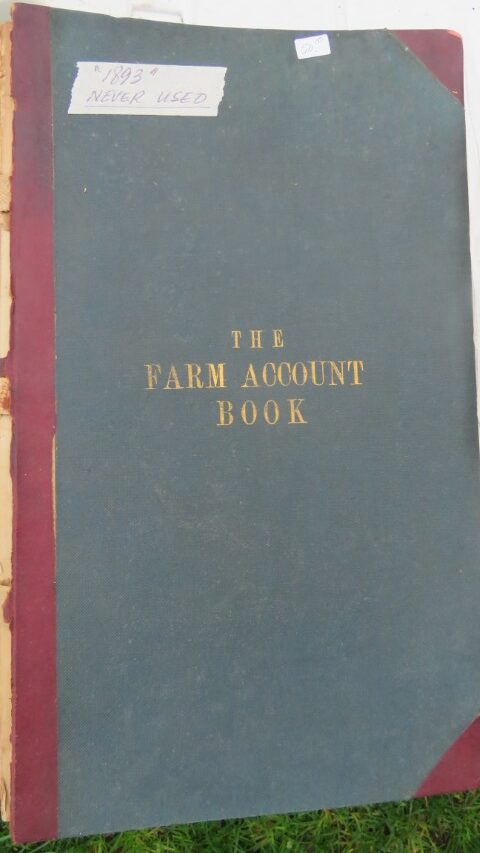 "1893"
NEVER USED
THE
FARM ACCOUNT
BOOK